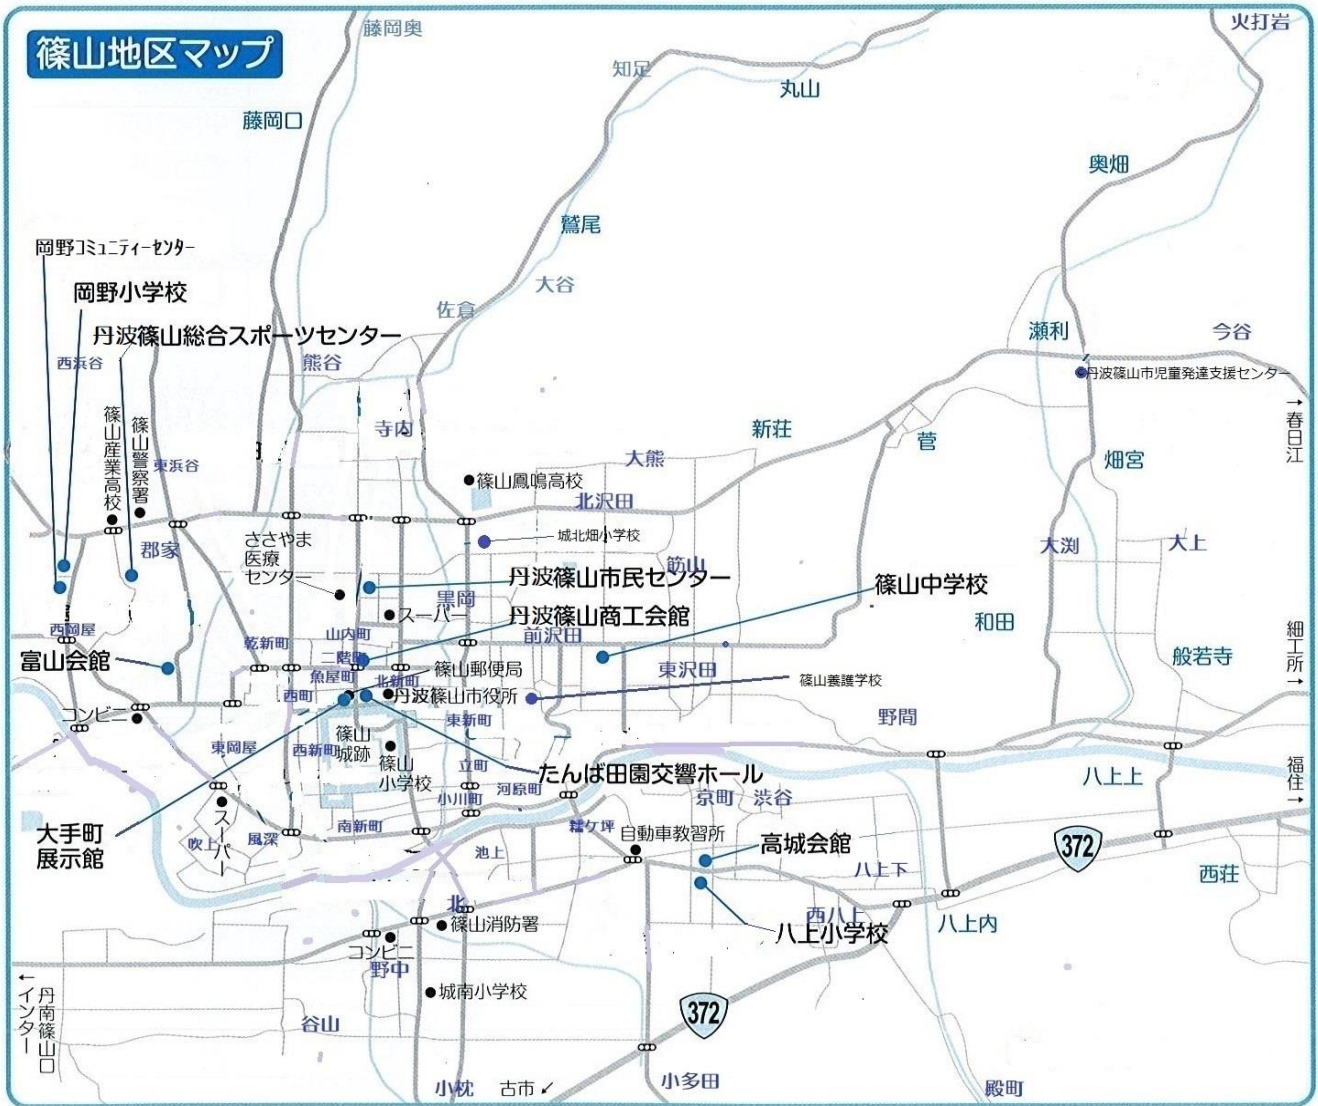 篠山地区マップ
藤岡奥
火打岩
知足
丸山
藤岡口
奥畑
鷲尾
岡野コミュニティーセンター
大谷
岡野小学校
佐倉
丹波篠山総合スポーツセンター
瀬利
今谷
西浜谷
熊谷
丹波篠山市児童発達支援センター
→春日江
篠山産業高校
篠山警察署
寺内
新荘
菅
東浜谷
大熊
畑宮
篠山鳳鳴高校
北沢田
郡家
ささやま
医療
センター
城北畑小学校
大渕
大上
筋山
丹波篠山市民センター
篠山中学校
黒岡
スーパー
丹波篠山商工会館
和田
西岡屋
乾新町
山内町
前沢田
細工所→
富山会館
二階町
篠山郵便局
東沢田
般若寺
魚屋町
北新町
篠山養護学校
西町
丹波篠山市役所
コンビニ
東新町
野間
東岡屋
西新町
篠山
城跡
篠山
小学校
立町
たんば田園交響ホール
八上上
福住→
小川町
河原町
京町
渋谷
大手町
展示館
スーパー
吹上
風深
南新町
糯ケ坪
自動車教習所
池上
高城会館
372
八上下
西荘
北
篠山消防署
西八上
八上小学校
八上内
コンビニ
野中
城南小学校
←丹南篠山口
インター
谷山
372
小枕
古市↙
小多田
殿町